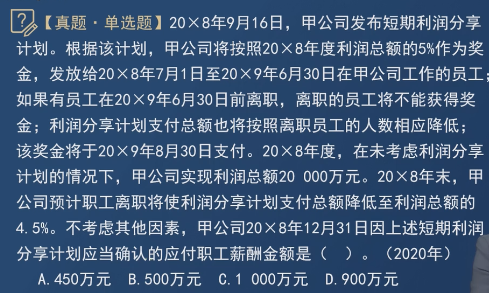 【真题·单选题】20×8年9月16日，甲公司发布短期利润分享
计划。根据该计划，甲公司将按照20×8年度利润总额的5%作为奖
金，发放给20×8年7月1日至20×9年6月30日在甲公司工作的员工；
如果有员工在20×9年6月30日前离职，离职的员工将不能获得奖
金；利润分享计划支付总额也将按照离职员工的人数相应降低；
该奖金将于20×9年8月30日支付。20×8年度，在未考虑利润分享
计划的情况下，甲公司实现利润总额20 000万元。20×8年末，甲
公司预计职工离职将使利润分享计划支付总额降低至利润总额的
4.5%。不考虑其他因素，甲公司20×8年12月31日因上述短期利润
分享计划应当确认的应付职工薪酬金额是（ ）。（2020年）
A.450万元 B.500万元 C.1 000万元 D.900万元